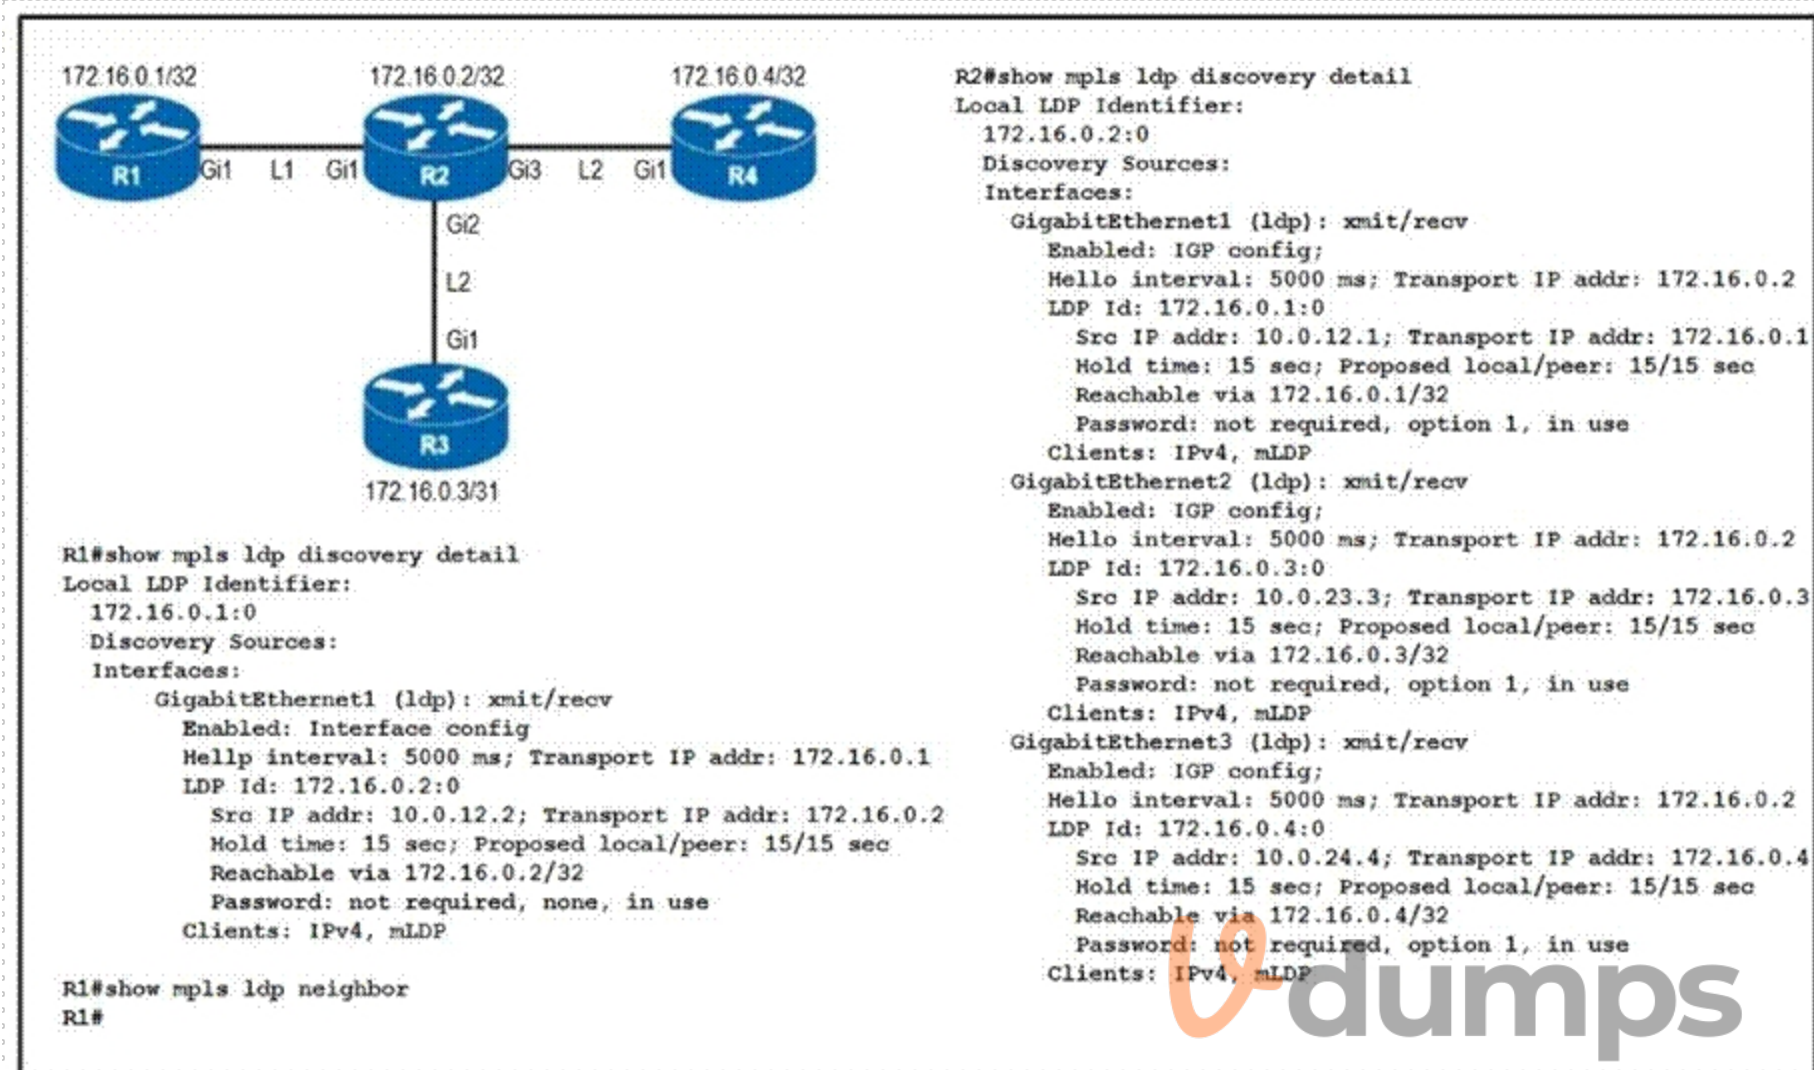 172.16.0.1/32
172.16.0.2/32
172.16.0.4/32
R1
Gi1
L1
Gi1
R2
Gi3
L2
Gi1
R4
Gi2
L2
Gi1
R3
172.16.0.3/31
R1#show mpls ldp discovery detail
Local LDP Identifier:
172.16.0.1:0
Discovery Sources:
Interfaces:
GigabitEthernet1 (ldp): xmit/recv
Enabled: Interface config
Hellp interval: 5000 ms; Transport IP addr: 172.16.0.1
LDP Id: 172.16.0.2:0
Src IP addr: 10.0.12.2; Transport IP addr: 172.16.0.2
Hold time: 15 sec; Proposed local/peer: 15/15 sec
Reachable via 172.16.0.2/32
Password: not required, none, in use
Clients: IPv4, mLDP
R1#show mpls ldp neighbor
R1#
R2#show mpls ldp discovery detail
Local LDP Identifier:
172.16.0.2:0
Discovery Sources:
Interfaces:
GigabitEthernet1 (ldp): xmit/recv
Enabled: IGP config;
Hello interval: 5000 ms; Transport IP addr: 172.16.0.2
LDP Id: 172.16.0.1:0
Src IP addr: 10.0.12.1; Transport IP addr: 172.16.0.1
Hold time: 15 sec; Proposed local/peer: 15/15 sec
Reachable via 172.16.0.1/32
Password: not required, option 1, in use
Clients: IPv4, mLDP
GigabitEthernet2 (ldp): xmit/recv
Enabled: IGP config;
Hello interval: 5000 ms; Transport IP addr: 172.16.0.2
LDP Id: 172.16.0.3:0
Src IP addr: 10.0.23.3; Transport IP addr: 172.16.0.3
Hold time: 15 sec; Proposed local/peer: 15/15 sec
Reachable via 172.16.0.3/32
Password: not required, option 1, in use
Clients: IPv4, mLDP
GigabitEthernet3 (ldp): xmit/recv
Enabled: IGP config;
Hello interval: 5000 ms; Transport IP addr: 172.16.0.2
LDP Id: 172.16.0.4:0
Src IP addr: 10.0.24.4; Transport IP addr: 172.16.0.4
Hold time: 15 sec; Proposed local/peer: 15/15 sec
Reachable via 172.16.0.4/32
Password: not required, option 1, in use
Clients: IPv4, mLDP
v-dumps